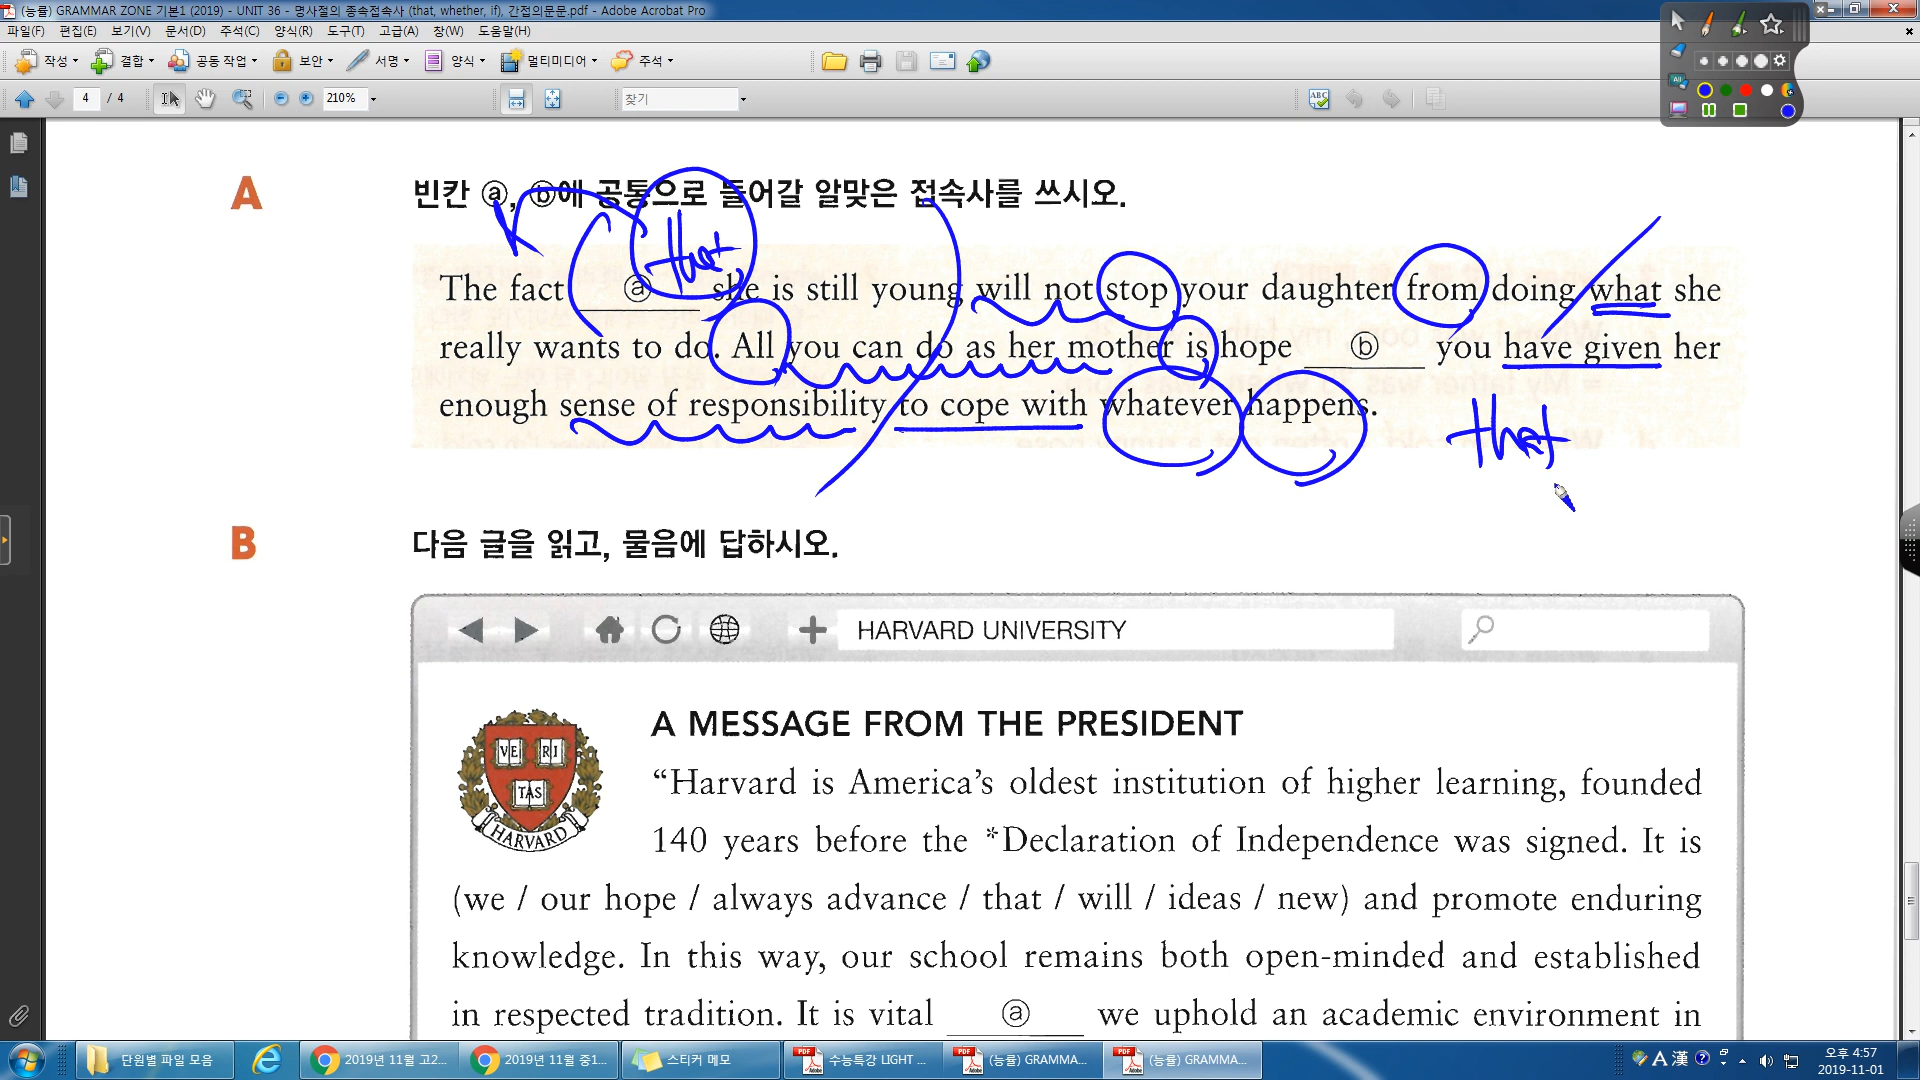 (능률) GRAMMAR ZONE 기본1 (2019) - UNIT 36 - 명사절의 종속접속사 (that, whether, if), 간접의문문.pdf - Adobe Acrobat Pro
파일(F) 편집(E) 보기(V) 문서(D) 주석(C) 양식(R) 도구(T) 고급(A) 창(W) 도움말(H)
작성 결합 공동 작업 보안 서명 양식 멀티미디어 주석
4 / 4 210% 찾기
A 빈칸 ⓐ, ⓑ에 공통으로 들어갈 알맞은 접속사를 쓰시오.
that
The fact ⓐ she is still young will not stop your daughter from doing what she
really wants to do. All you can do as her mother is hope ⓑ you have given her
enough sense of responsibility to cope with whatever happens.
that
B 다음 글을 읽고, 물음에 답하시오.
HARVARD UNIVERSITY
VE RI
TAS
HARVARD
A MESSAGE FROM THE PRESIDENT
“Harvard is America’s oldest institution of higher learning, founded
140 years before the *Declaration of Independence was signed. It is
(we / our hope / always advance / that / will / ideas / new) and promote enduring
knowledge. In this way, our school remains both open-minded and established
in respected tradition. It is vital ⓐ we uphold an academic environment in
단원별 파일 모음 2019년 11월 고2... 2019년 11월 중1... 스티커 메모 수능특강 LIGHT ... (능률) GRAMMA... (능률) GRAMMA... A 漢 오후 4:57
2019-11-01